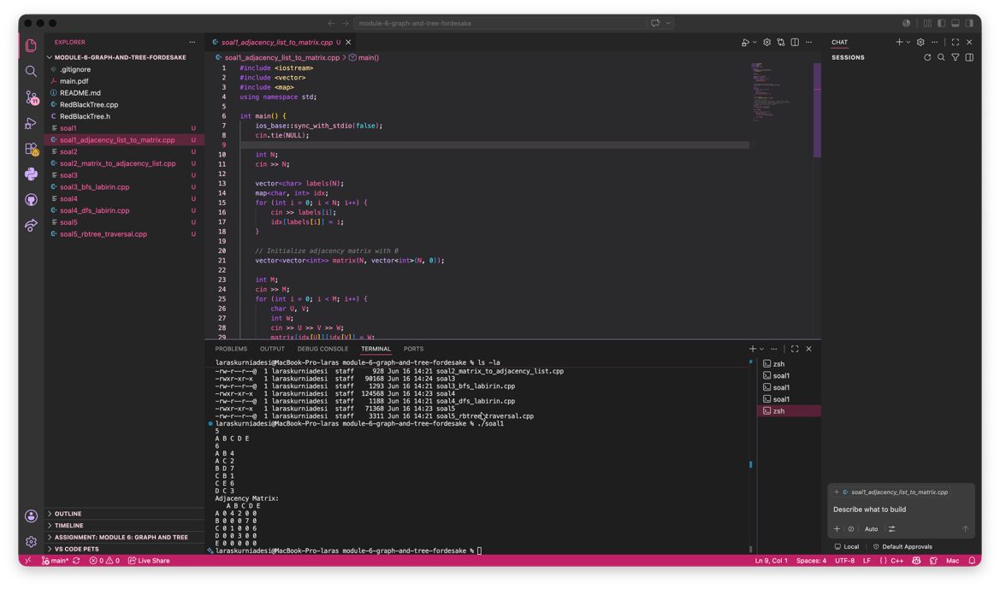 module-6-graph-and-tree-fordesake
EXPLORER
MODULE-6-GRAPH-AND-TREE-FORDESAKE
.gitignore
main.pdf
README.md
RedBlackTree.cpp
RedBlackTree.h
soal1 U
soal1_adjacency_list_to_matrix.cpp U
soal2 U
soal2_matrix_to_adjacency_list.cpp U
soal3 U
soal3_bfs_labirin.cpp U
soal4 U
soal4_dfs_labirin.cpp U
soal5 U
soal5_rbtree_traversal.cpp U
11
OUTLINE
TIMELINE
ASSIGNMENT: MODULE 6: GRAPH AND TREE
VS CODE PETS
soal1_adjacency_list_to_matrix.cpp U
soal1_adjacency_list_to_matrix.cpp > main()
1 #include <iostream>
2 #include <vector>
3 #include <map>
4 using namespace std;
5
6 int main() {
7 ios_base::sync_with_stdio(false);
8 cin.tie(NULL);
9
10 int N;
11 cin >> N;
12
13 vector<char> labels(N);
14 map<char, int> idx;
15 for (int i = 0; i < N; i++) {
16 cin >> labels[i];
17 idx[labels[i]] = i;
18 }
19
20 // Initialize adjacency matrix with 0
21 vector<vector<int>> matrix(N, vector<int>(N, 0));
22
23 int M;
24 cin >> M;
25 for (int i = 0; i < M; i++) {
26 char U, V;
27 int W;
28 cin >> U >> V >> W;
29 matrix[idx[U]][idx[V]] = W;
PROBLEMS OUTPUT DEBUG CONSOLE TERMINAL PORTS
laraskurniadesi@MacBook-Pro-laras module-6-graph-and-tree-fordesake % ls -la
-rw-r--r--@ 1 laraskurniadesi staff 928 Jun 16 14:21 soal2_matrix_to_adjacency_list.cpp
-rwxr-xr-x 1 laraskurniadesi staff 90168 Jun 16 14:24 soal3
-rw-r--r--@ 1 laraskurniadesi staff 1293 Jun 16 14:21 soal3_bfs_labirin.cpp
-rwxr-xr-x 1 laraskurniadesi staff 124568 Jun 16 14:23 soal4
-rw-r--r--@ 1 laraskurniadesi staff 1188 Jun 16 14:21 soal4_dfs_labirin.cpp
-rwxr-xr-x 1 laraskurniadesi staff 71368 Jun 16 14:23 soal5
-rw-r--r--@ 1 laraskurniadesi staff 3311 Jun 16 14:21 soal5_rbtree_traversal.cpp
laraskurniadesi@MacBook-Pro-laras module-6-graph-and-tree-fordesake % ./soal1
5
A B C D E
6
A B 4
A C 2
B D 7
C B 1
C E 6
D C 3
Adjacency Matrix:
A B C D E
A 0 4 2 0 0
B 0 0 0 7 0
C 0 1 0 0 6
D 0 0 3 0 0
E 0 0 0 0 0
laraskurniadesi@MacBook-Pro-laras module-6-graph-and-tree-fordesake %
zsh
soal1
soal1
soal1
zsh
CHAT
SESSIONS
soal1_adjacency_list_to_matrix.cpp
Describe what to build
Auto
Local Default Approvals
main* 0 0 Live Share
Ln 9, Col 1 Spaces: 4 UTF-8 LF {} C++ Mac